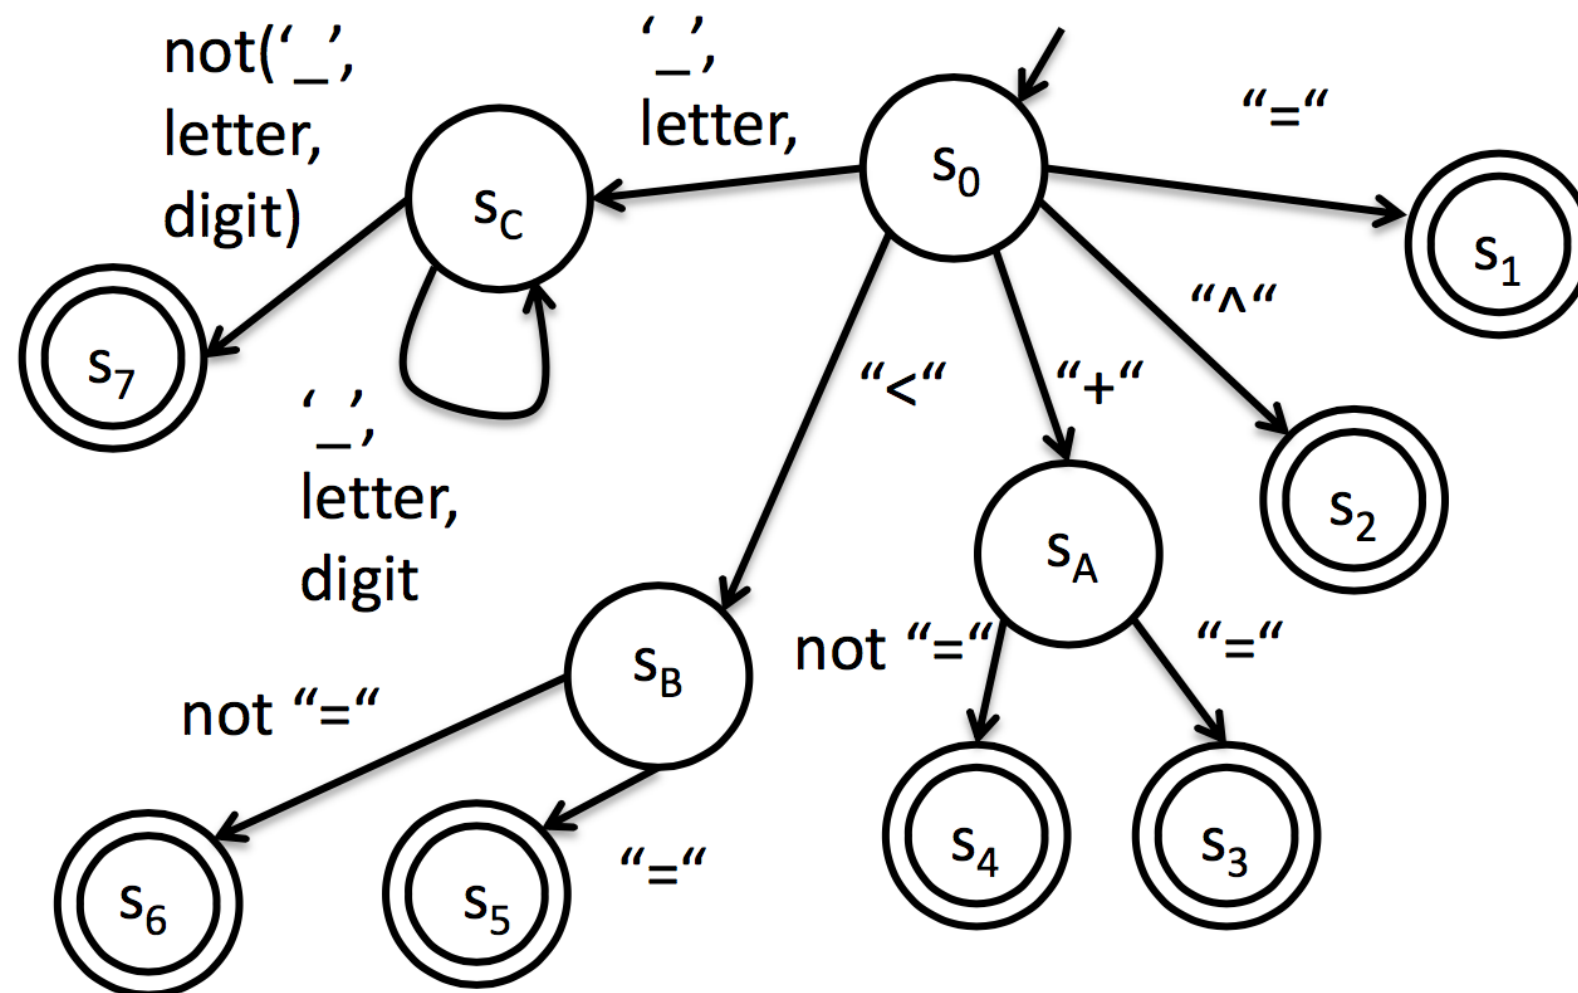 not(‘_’,
letter,
digit)
‘_’,
letter,
“=“
s0
sC
s1
“^“
s7
“<“
“+“
‘_’,
letter,
digit
s2
sA
not “=“
“=“
sB
not “=“
s4
s3
“=“
s6
s5